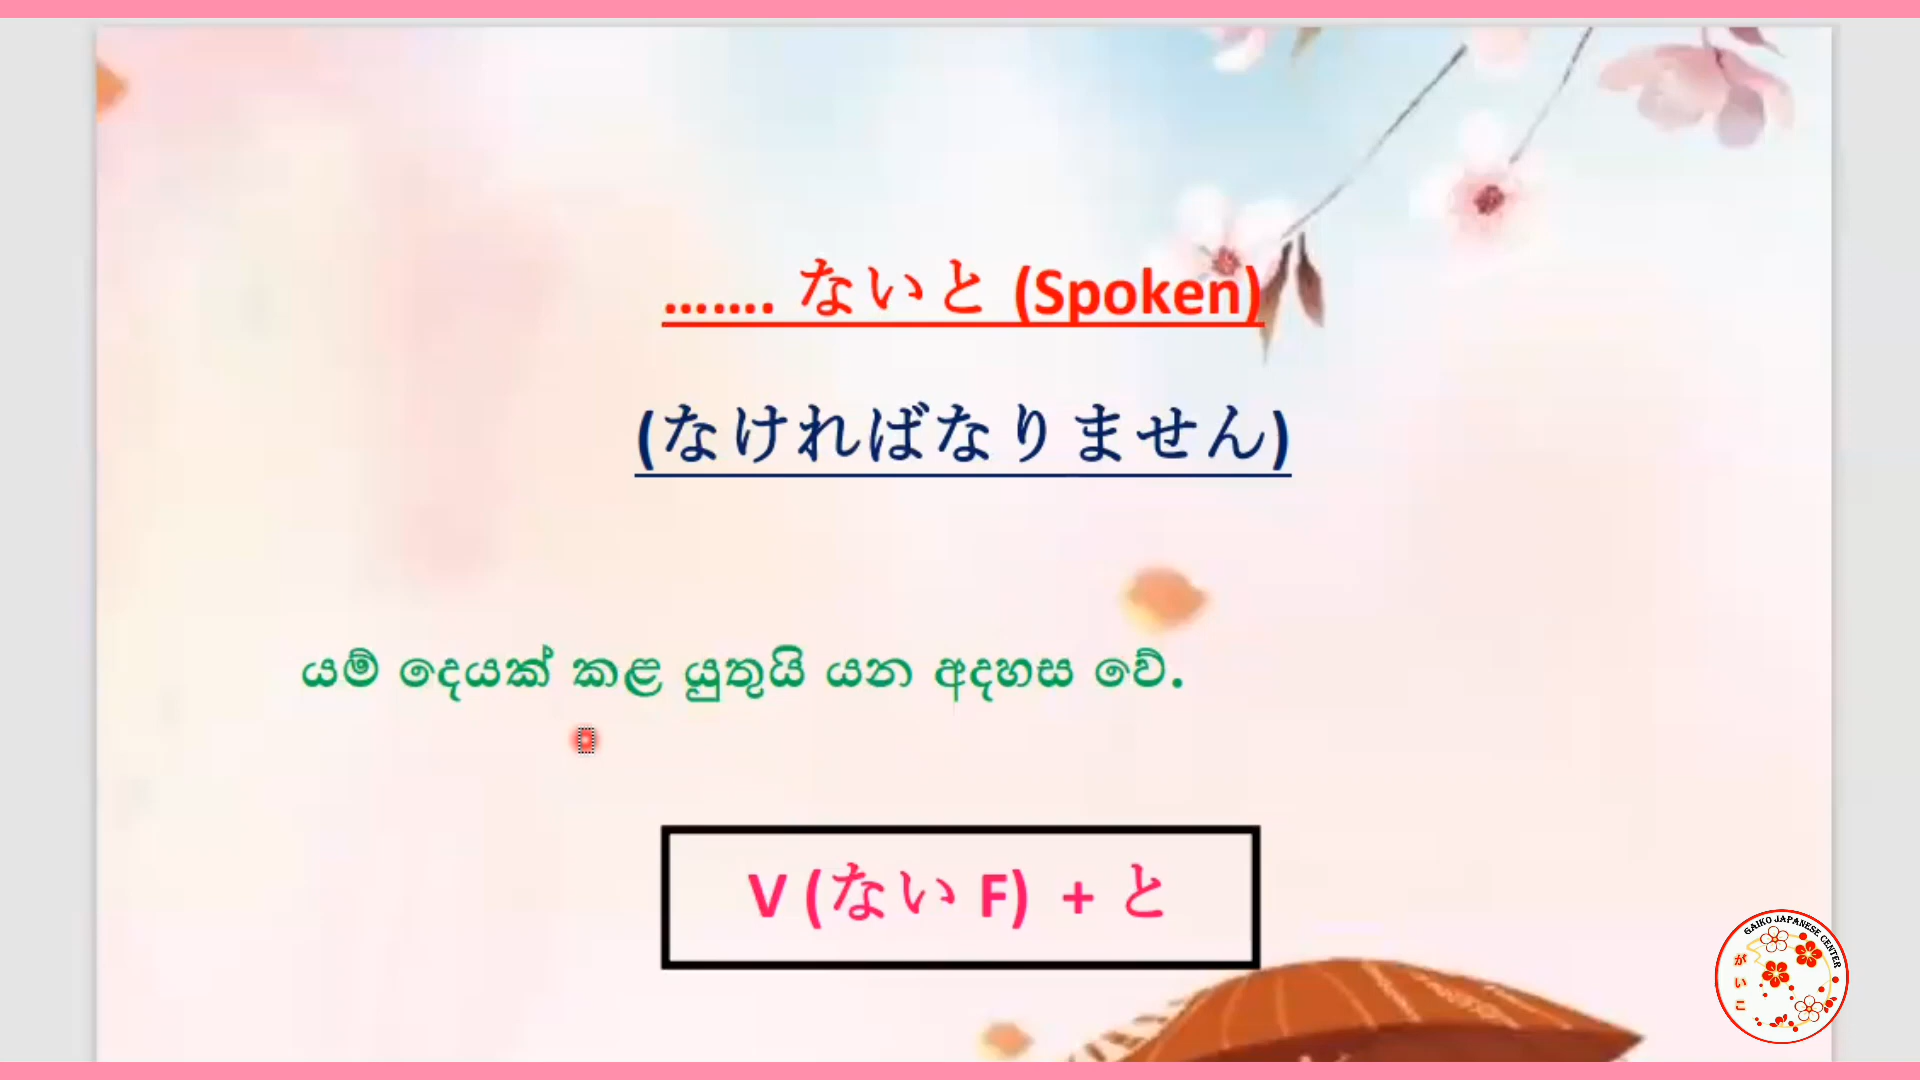 ....... ないと (Spoken)
(なければなりません)
යම් දෙයක් කළ යුතුයි යන අදහස වේ.
V (ない F) + と
GAIKO JAPANESE CENTER
がいこ